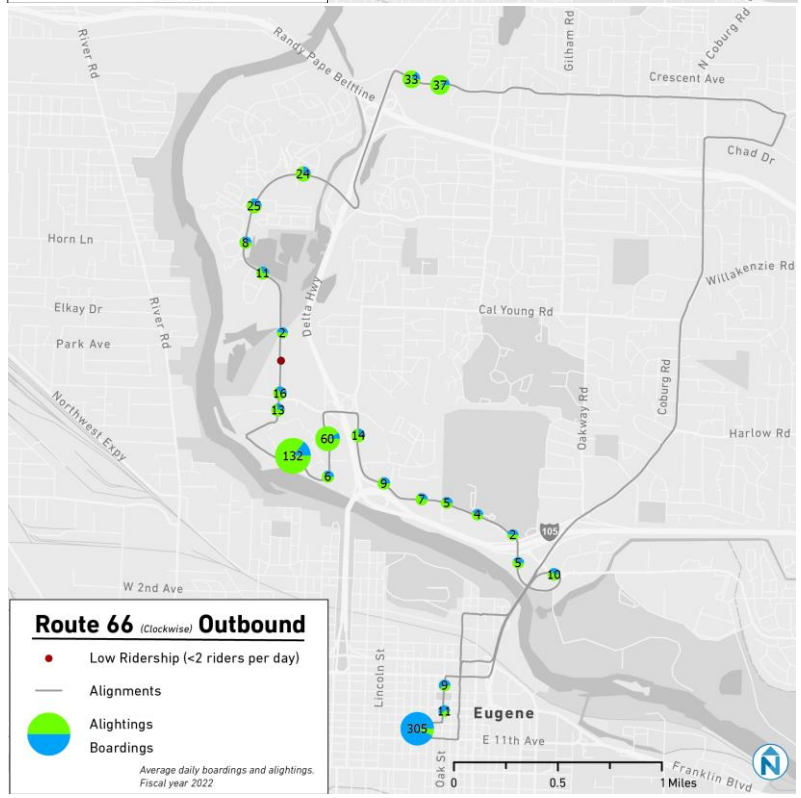 River Rd
Randy Pape Beltline
Gilham Rd
N Coburg Rd
Crescent Ave
33
37
Chad Dr
24
25
8
11
Horn Ln
Willakenzie Rd
Elkay Dr
River Rd
Delta Hwy
Cal Young Rd
Park Ave
2
Oakway Rd
Coburg Rd
Northwest Expy
16
13
Harlow Rd
132
60
14
6
9
7
5
4
2
105
5
10
W 2nd Ave
Route 66 (Clockwise) Outbound
Low Ridership (<2 riders per day)
Alignments
Alightings
Boardings
Average daily boardings and alightings.
Fiscal year 2022
Lincoln St
9
11
Eugene
305
E 11th Ave
Oak St
Franklin Blvd
0
0.5
1 Miles
N